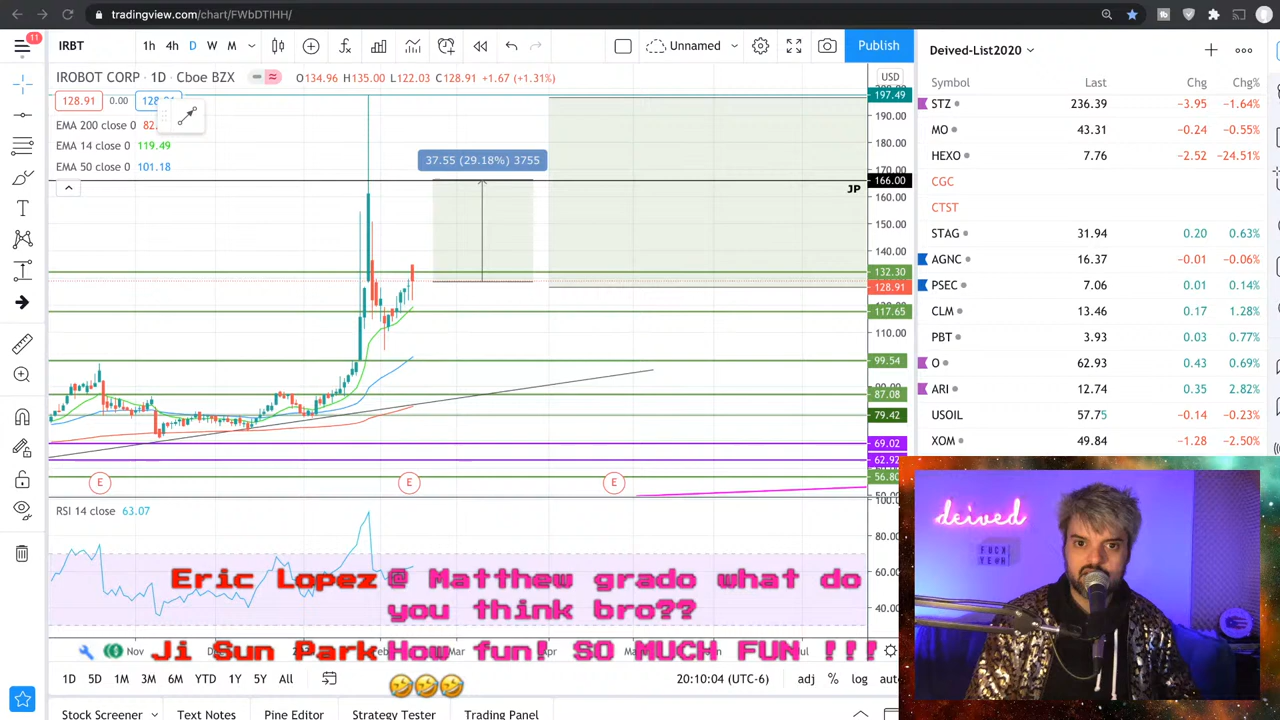 tradingview.com/chart/FWbDTIHH/
11
IRBT
1h 4h D W M
Unnamed
Publish
Deived-List2020
IROBOT CORP · 1D · Cboe BZX
O134.96 H135.00 L122.03 C128.91 +1.67 (+1.31%)
USD
128.91 0.00
EMA 200 close 0
EMA 14 close 0 119.49
EMA 50 close 0 101.18
37.55 (29.18%) 3755
JP
197.49
190.00
180.00
170.00
166.00
160.00
150.00
140.00
132.30
128.91
117.65
110.00
99.54
87.08
79.42
69.02
62.92
56.80
E E E
RSI 14 close 63.07
100.
80.00
60.00
40.00
Symbol Last Chg Chg%
STZ 236.39 −3.95 −1.64%
MO 43.31 −0.24 −0.55%
HEXO 7.76 −2.52 −24.51%
CGC
CTST
STAG 31.94 0.20 0.63%
AGNC 16.37 −0.01 −0.06%
PSEC 7.06 0.01 0.14%
CLM 13.46 0.17 1.28%
PBT 3.93 0.03 0.77%
O 62.93 0.43 0.69%
ARI 12.74 0.35 2.82%
USOIL 57.75 −0.14 −0.23%
XOM 49.84 −1.28 −2.50%
deived
FUCK
YEAH
Eric Lopez@ Matthew grado what do
you think bro??
Nov Mar Jul
Ji Sun Park How fun! SO MUCH FUN !!!
🤣🤣🤣
1D 5D 1M 3M 6M YTD 1Y 5Y All
20:10:04 (UTC-6) adj % log
Stock Screener Text Notes Pine Editor Strategy Tester Trading Panel